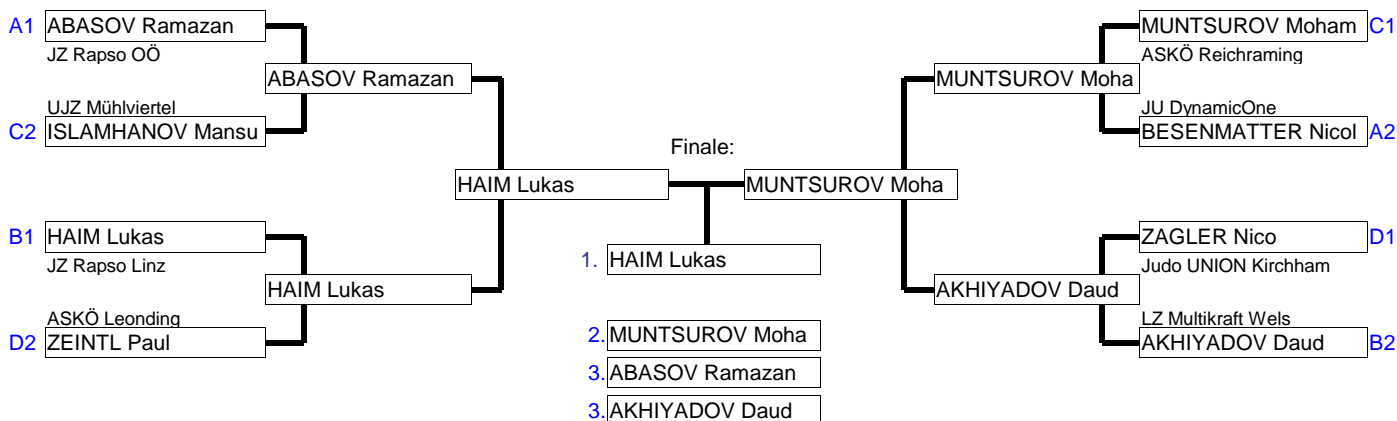 A1 ABASOV Ramazan
JZ Rapso OÖ
ABASOV Ramazan
UJZ Mühlviertel
C2 ISLAMHANOV Mansu
HAIM Lukas
B1 HAIM Lukas
JZ Rapso Linz
HAIM Lukas
ASKÖ Leonding
D2 ZEINTL Paul
Finale:
1. HAIM Lukas
2. MUNTSUROV Moha
3. ABASOV Ramazan
3. AKHIYADOV Daud
MUNTSUROV Moham C1
ASKÖ Reichraming
MUNTSUROV Moha
JU DynamicOne
BESENMATTER Nicol A2
MUNTSUROV Moha
ZAGLER Nico D1
Judo UNION Kirchham
AKHIYADOV Daud
LZ Multikraft Wels
AKHIYADOV Daud B2